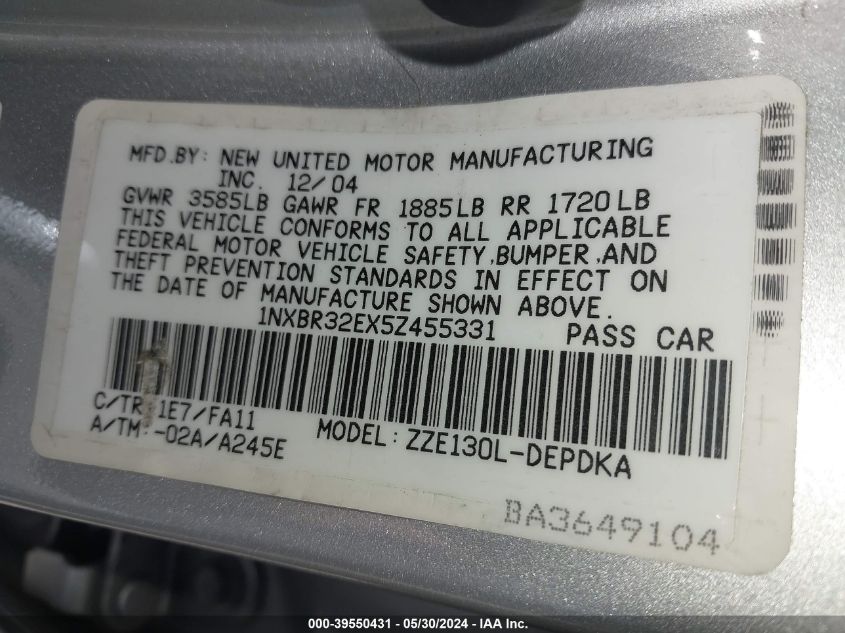 MFD.BY: NEW UNITED MOTOR MANUFACTURING
INC. 12/04
GVWR 3585LB GAWR FR 1885LB RR 1720LB
THIS VEHICLE CONFORMS TO ALL APPLICABLE
FEDERAL MOTOR VEHICLE SAFETY,BUMPER,AND
THEFT PREVENTION STANDARDS IN EFFECT ON
THE DATE OF MANUFACTURE SHOWN ABOVE.
1NXBR32EX5Z455331 PASS CAR
C/TR 1E7/FA11
A/TM:-02A/A245E MODEL:ZZE130L-DEPDKA
BA3649104
000-39550431 - 05/30/2024 - IAA Inc.